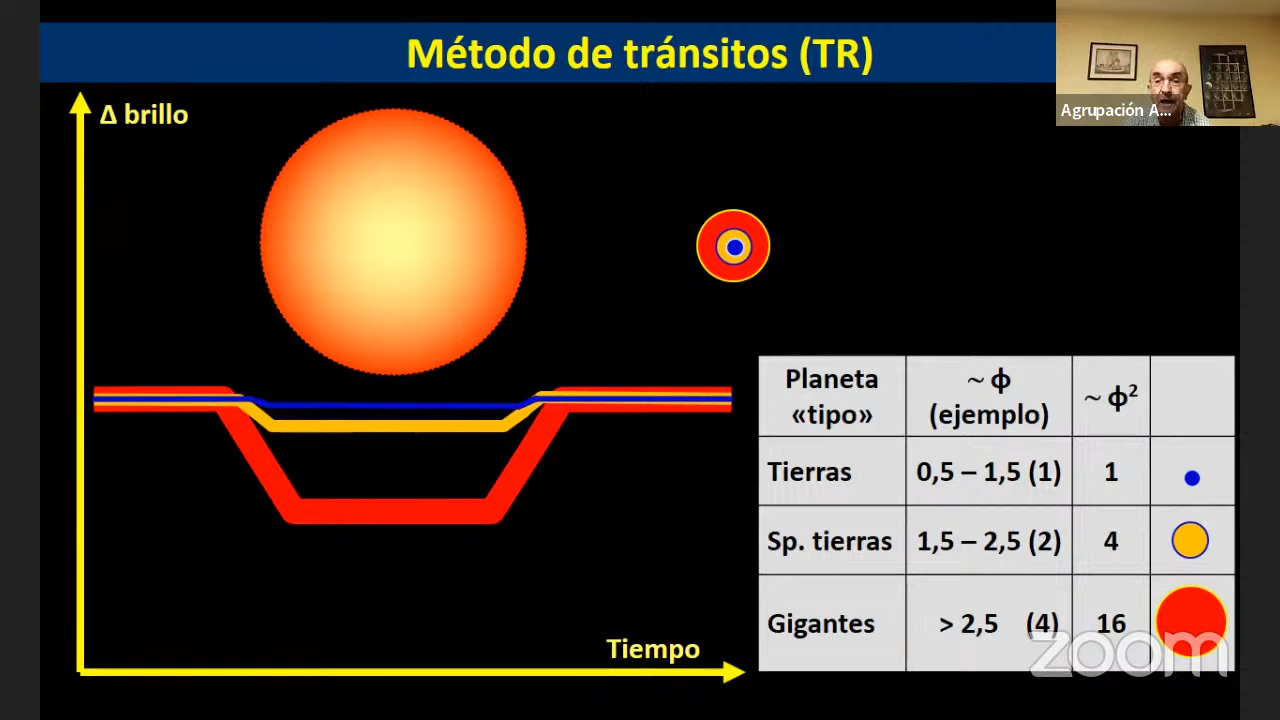 Método de tránsitos (TR)
Agrupación A...
Δ brillo
Planeta «tipo»
~ ϕ (ejemplo)
~ ϕ²
Tierras 0,5 – 1,5 (1) 1
Sp. tierras 1,5 – 2,5 (2) 4
Gigantes > 2,5 (4) 16
Tiempo
zoom